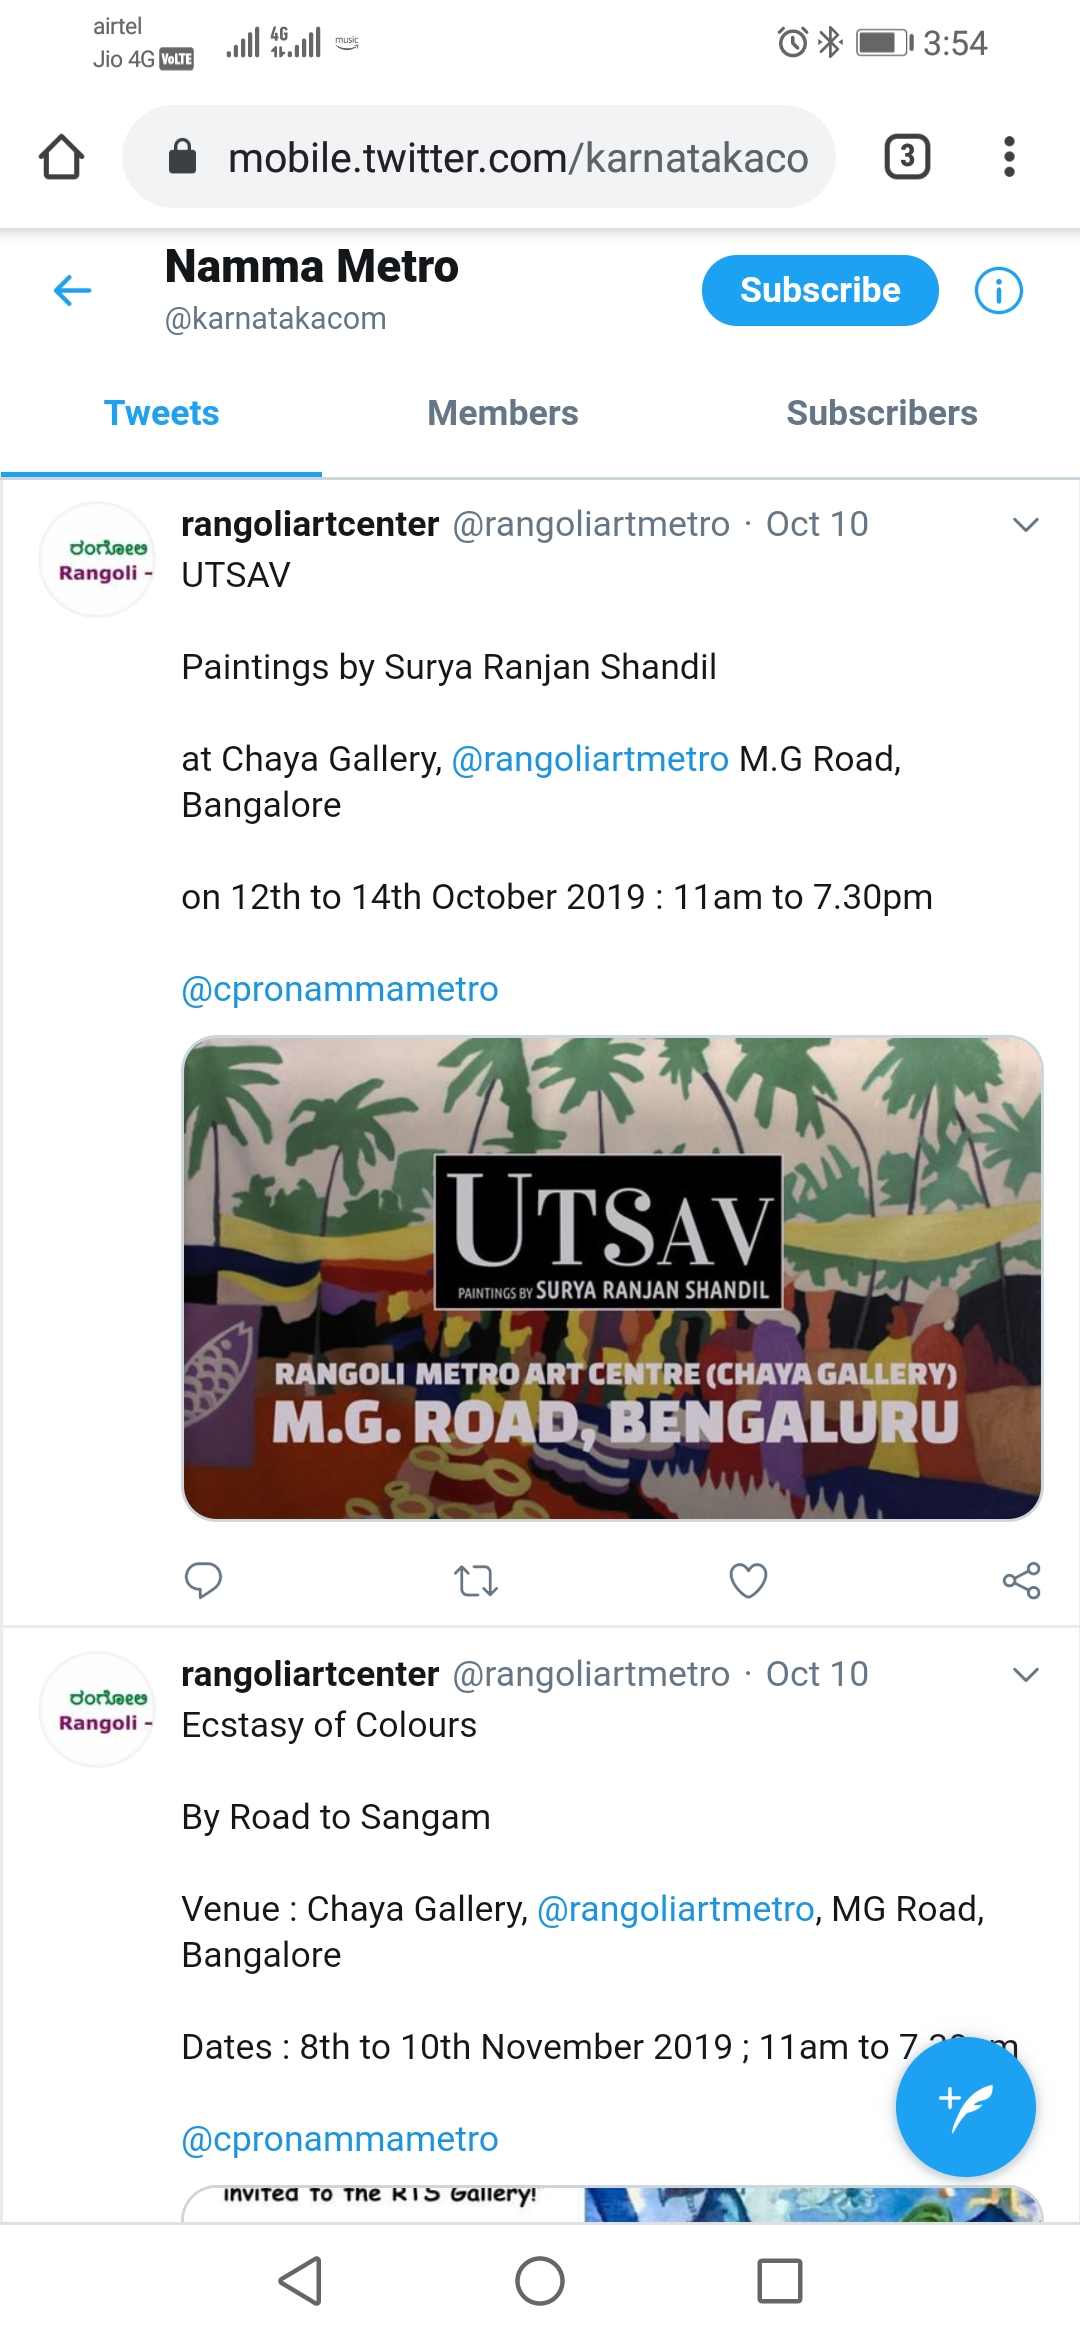 airtel
Jio 4G VoLTE
4G
music
3:54
mobile.twitter.com/karnatakaco
3
Namma Metro
@karnatakacom
Subscribe
Tweets
Members
Subscribers
ರಂಗೋಲಿ
Rangoli -
rangoliartcenter @rangoliartmetro · Oct 10
UTSAV
Paintings by Surya Ranjan Shandil
at Chaya Gallery, @rangoliartmetro M.G Road,
Bangalore
on 12th to 14th October 2019 : 11am to 7.30pm
@cpronammametro
UTSAV
PAINTINGS BY SURYA RANJAN SHANDIL
RANGOLI METRO ART CENTRE (CHAYA GALLERY)
M.G. ROAD, BENGALURU
ರಂಗೋಲಿ
Rangoli -
rangoliartcenter @rangoliartmetro · Oct 10
Ecstasy of Colours
By Road to Sangam
Venue : Chaya Gallery, @rangoliartmetro, MG Road,
Bangalore
Dates : 8th to 10th November 2019 ; 11am to
@cpronammametro
invited to the RTS Gallery!